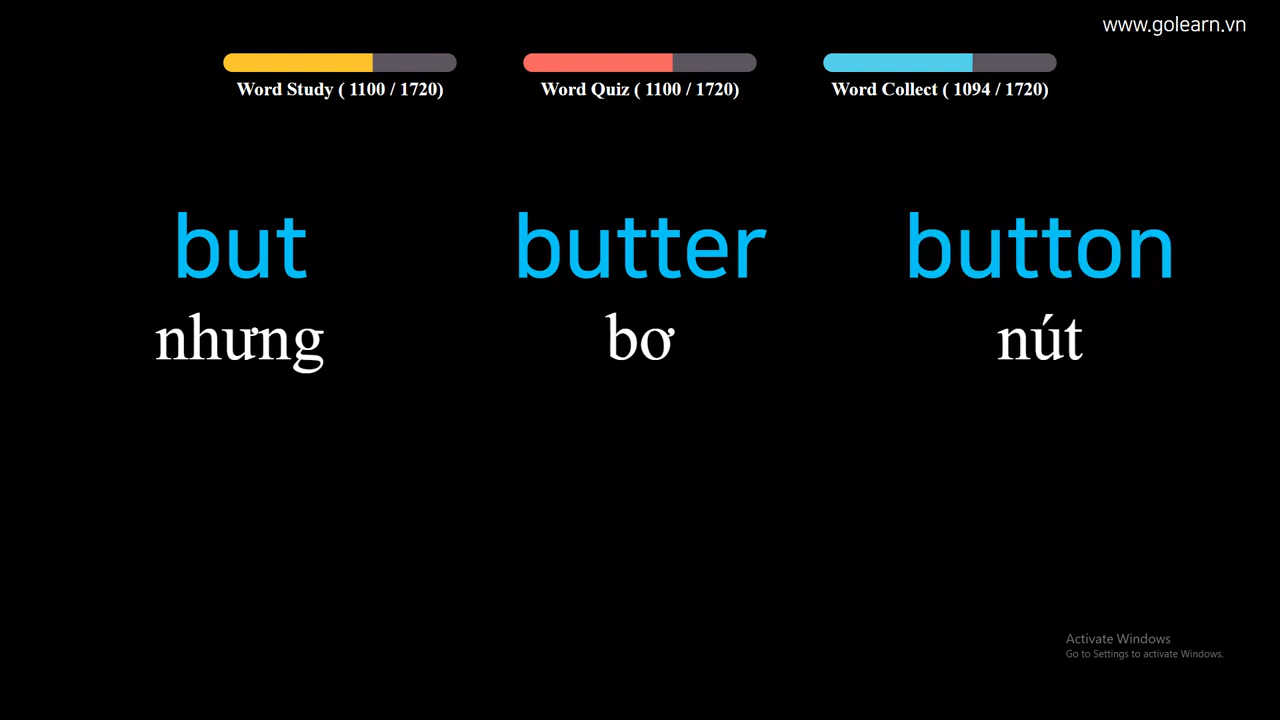 www.golearn.vn
Word Study ( 1100 / 1720)
Word Quiz ( 1100 / 1720)
Word Collect ( 1094 / 1720)
but
butter
button
nhưng
bơ
nút
Activate Windows
Go to Settings to activate Windows.